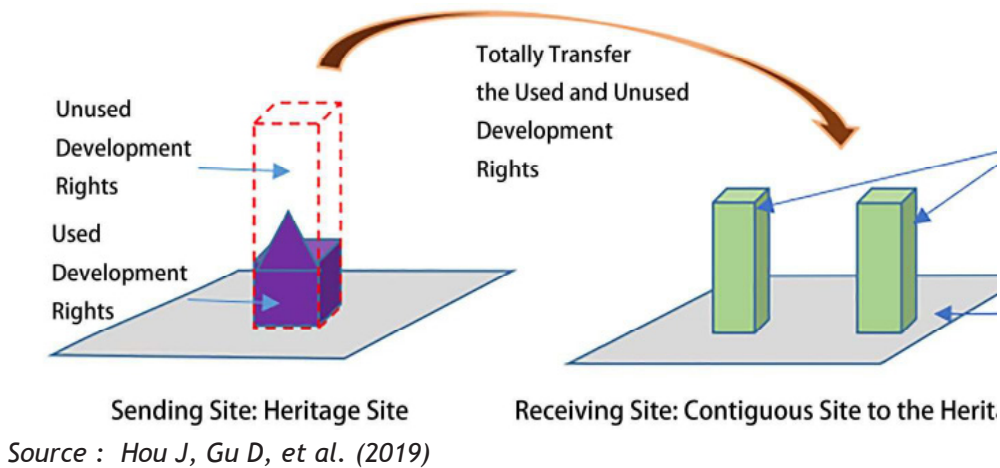 Totally Transfer
the Used and Unused
Development
Rights
Unused
Development
Rights
Used
Development
Rights
Sending Site: Heritage Site
Receiving Site: Contiguous Site to the
Source : Hou J, Gu D, et al. (2019)